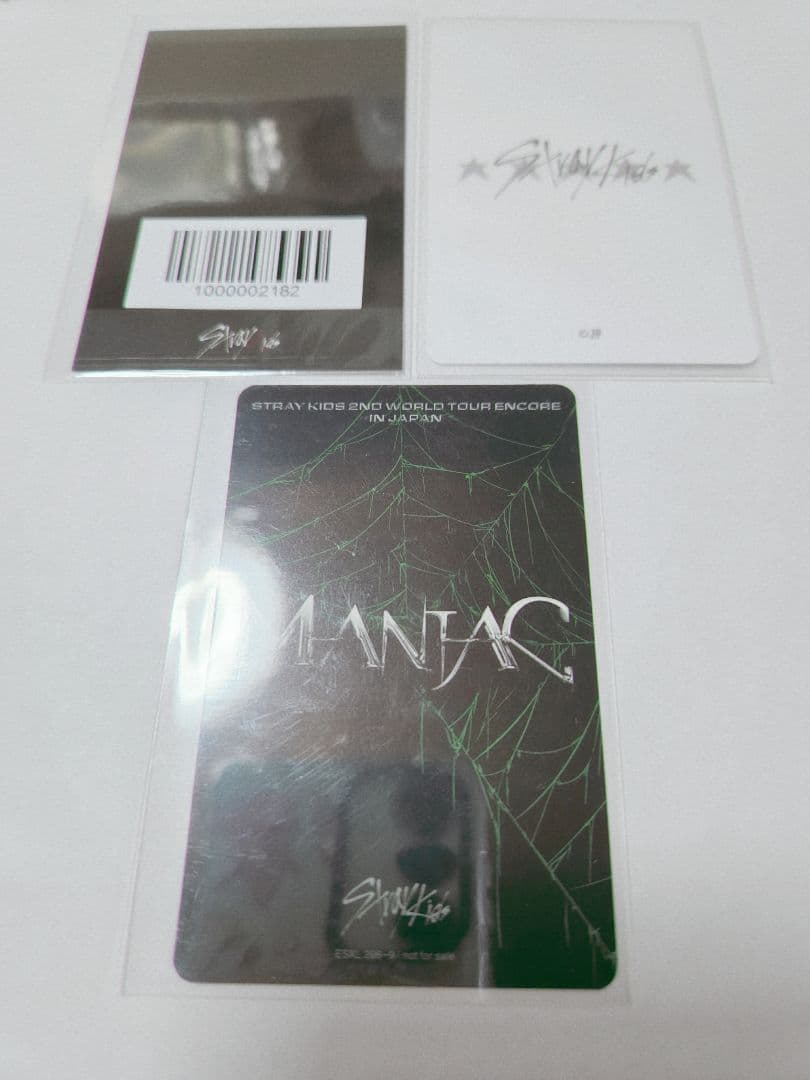 1000002182
Stray Kids
Stray Kids
STRAY KIDS 2ND WORLD TOUR ENCORE
IN JAPAN
MANIAC
Stray Kids
not for sale